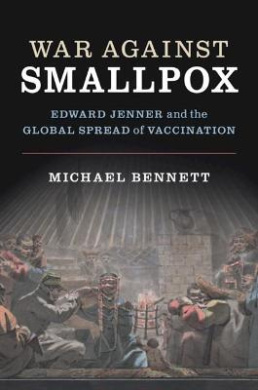 WAR AGAINST
SMALLPOX
EDWARD JENNER and the
GLOBAL SPREAD of VACCINATION
MICHAEL BENNETT